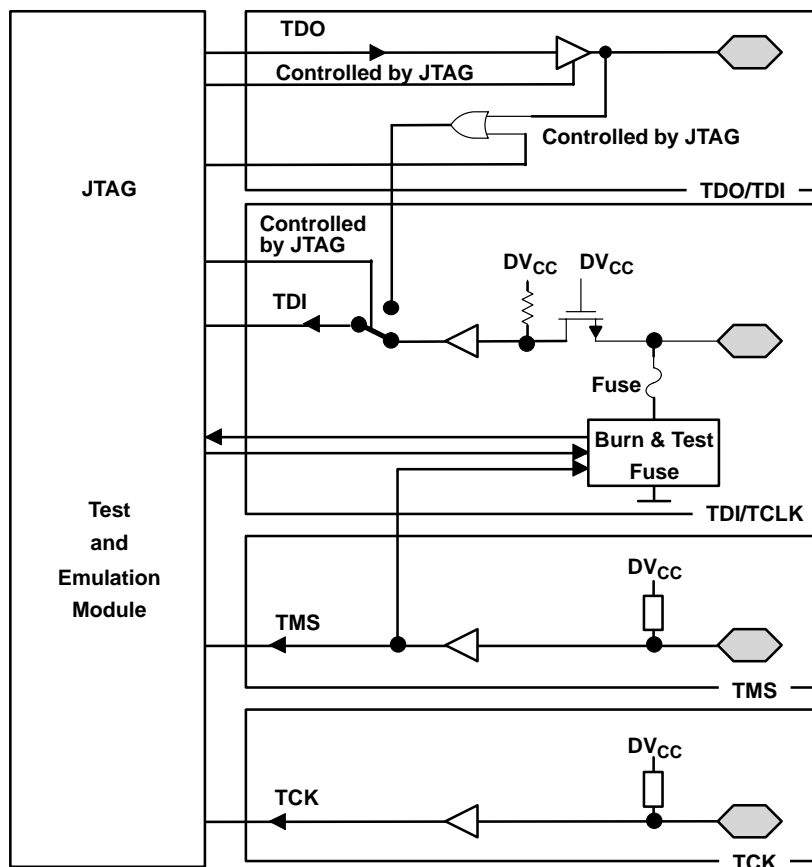 TDO
Controlled by JTAG
Controlled by JTAG
JTAG
TDO/TDI
Controlled
by JTAG
DVCC
DVCC
TDI
Fuse
Burn & Test
Fuse
TDI/TCLK
Test
and
Emulation
Module
DVCC
TMS
TMS
DVCC
TCK
TCK